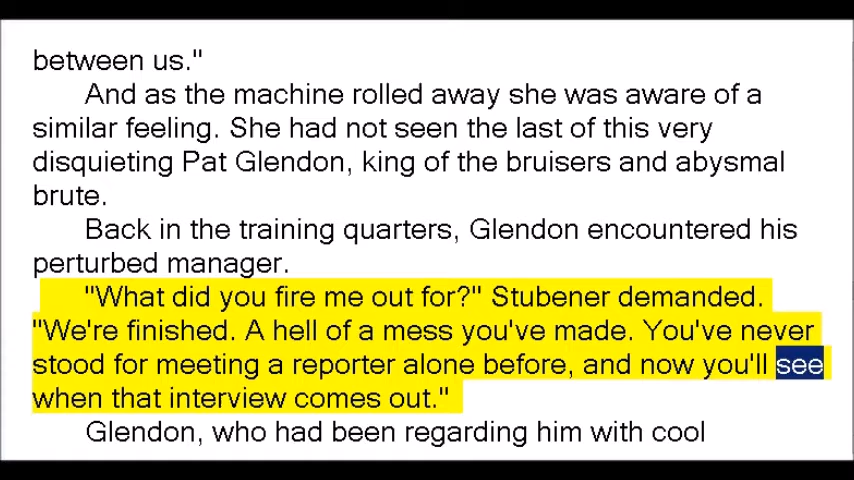 between us."
And as the machine rolled away she was aware of a
similar feeling. She had not seen the last of this very
disquieting Pat Glendon, king of the bruisers and abysmal
brute.
Back in the training quarters, Glendon encountered his
perturbed manager.
"What did you fire me out for?" Stubener demanded.
"We're finished. A hell of a mess you've made. You've never
stood for meeting a reporter alone before, and now you'll see
when that interview comes out."
Glendon, who had been regarding him with cool